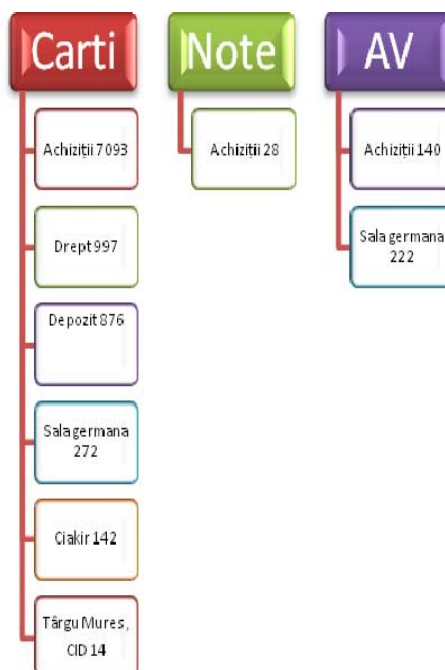 Carti
Achiziții 7093
Drept 997
Depozit 876
Sala germana
272
Ciakir 142
Târgu Mures,
CID 14
Note
Achiziții 28
AV
Achiziții 140
Sala germana
222